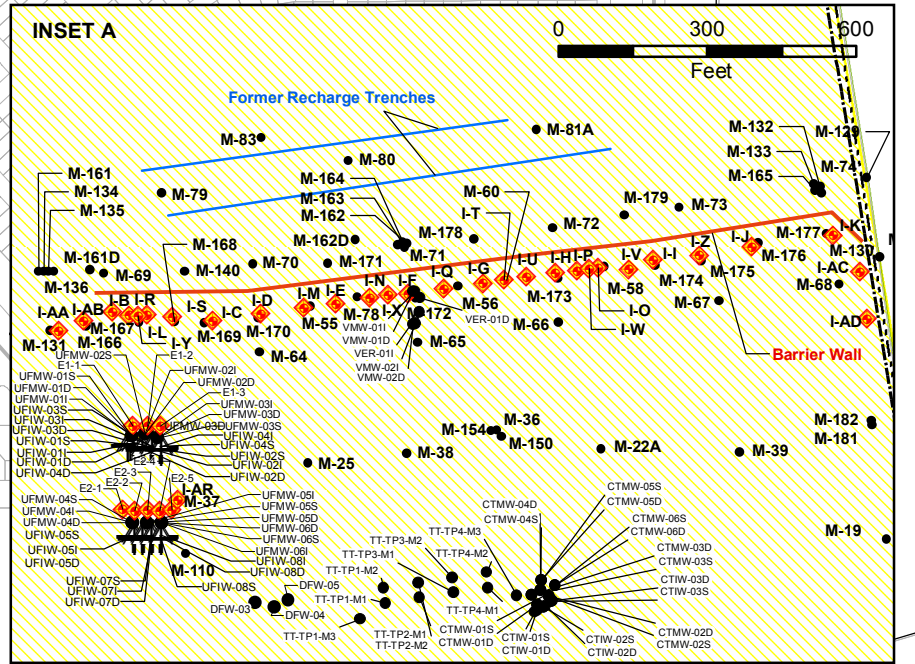 INSET A
0 300 600
Feet
Former Recharge Trenches
M-83
M-81A
M-132
M-129
M-133
M-74
M-165
M-161
M-134
M-135
M-79
M-80
M-164
M-163
M-162
M-60
I-T
M-179
M-73
M-72
M-178
M-162D
M-71
M-177
I-K
M-161D
M-69
M-136
M-168
M-140
M-70
M-171
I-Q
I-G
I-U
I-H
I-P
I-V
I-I
I-Z
I-J
M-176
M-13D
I-AC
M-68
I-AD
I-AA
I-AB
I-B
I-R
I-S
I-C
I-D
I-M
I-E
I-N
I-F
M-56
M-173
M-58
M-174
M-175
M-67
M-131
M-166
M-167
I-L
I-Y
M-169
M-170
M-55
M-78
I-X
M-172
VER-01D
M-66
I-O
I-W
Barrier Wall
M-64
VMW-01I
VMW-01D
VER-01I
VMW-02I
VMW-02D
M-65
UFMW-02S
E1-2
E1-1
UFMW-01S
UFMW-01D
UFMW-01I
UFIW-03S
UFIW-03I
UFIW-03D
UFIW-01S
UFIW-01I
UFIW-01D
UFIW-04D
UFMW-02I
UFMW-02D
E1-3
UFMW-03I
UFMW-03D
UFMW-03S
UFMW-03D
UFIW-04I
UFIW-04S
UFIW-02S
UFIW-02I
UFIW-02D
E2-4
E2-3
E2-2
E2-1
E2-5
I-AR
M-37
M-25
M-38
M-154
M-36
M-150
M-22A
M-39
M-182
M-181
M-19
UFMW-04S
UFMW-04I
UFMW-04D
UFIW-05S
UFIW-05I
UFIW-05D
UFMW-05I
UFMW-05S
UFMW-05D
UFMW-06D
UFMW-06S
UFMW-06I
UFIW-08I
UFIW-08D
UFIW-08S
UFIW-07S
UFIW-07I
UFIW-07D
M-110
DFW-03
DFW-05
DFW-04
TT-TP1-M3
TT-TP1-M1
TT-TP1-M2
TT-TP3-M1
TT-TP3-M2
TT-TP2-M1
TT-TP2-M2
TT-TP4-M3
TT-TP4-M2
TT-TP4-M1
CTMW-04D
CTMW-04S
CTMW-05S
CTMW-05D
CTMW-06S
CTMW-06D
CTMW-03D
CTMW-03S
CTIW-03D
CTIW-03S
CTMW-02D
CTMW-02S
CTIW-02S
CTIW-02D
CTMW-01S
CTMW-01D
CTIW-01S
CTIW-01D